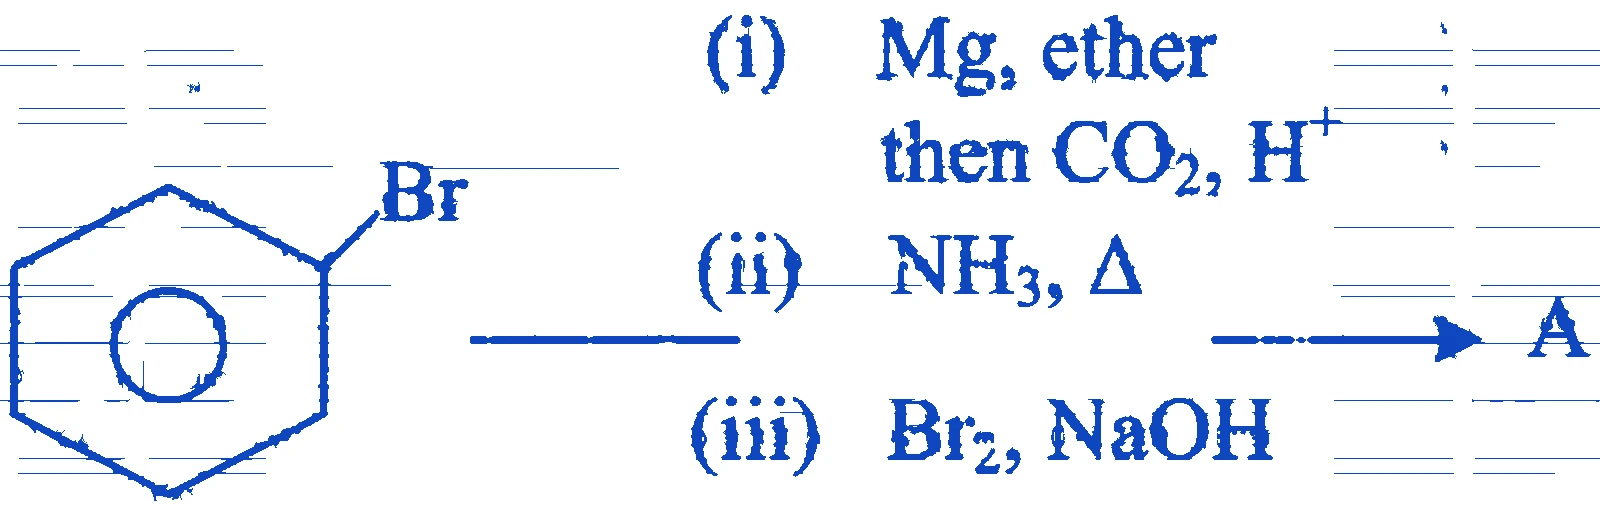 (i) Mg, ether
then CO₂, H⁺
Br
(ii) NH₃, Δ
A
(iii) Br₂, NaOH